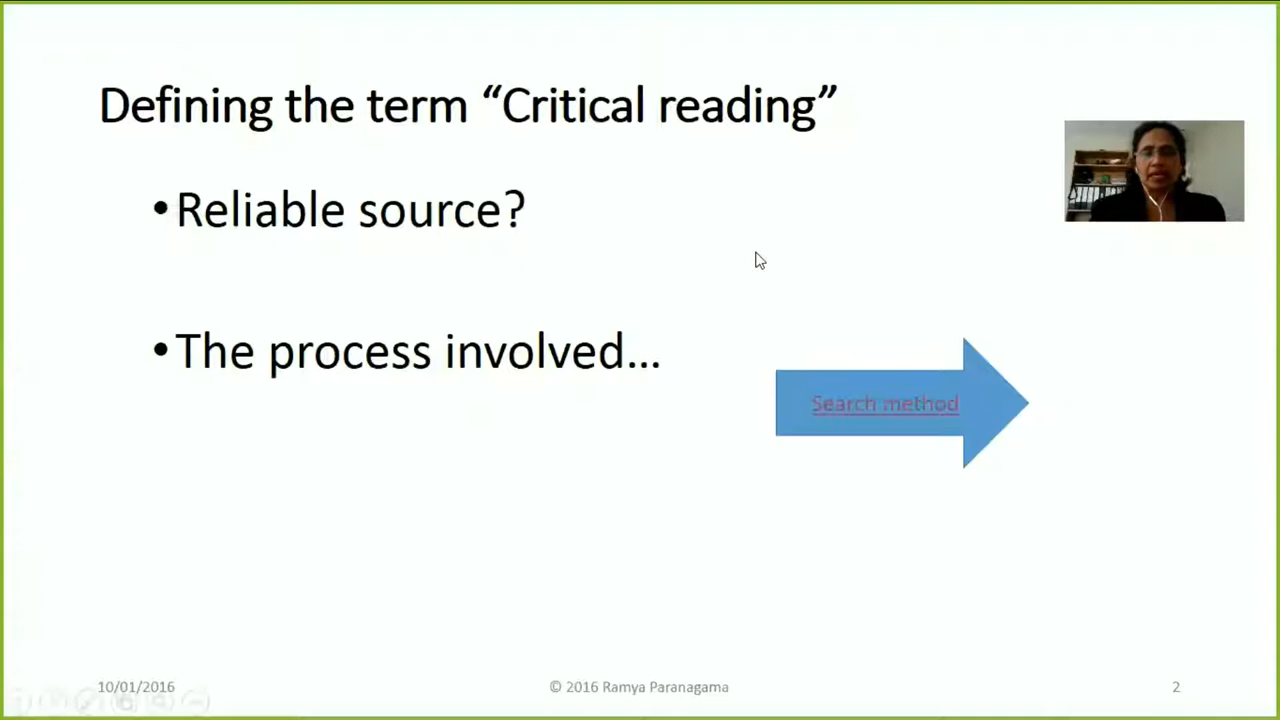 Defining the term “Critical reading”
•Reliable source?
•The process involved...
Search method
10/01/2016
© 2016 Ramya Paranagama
2